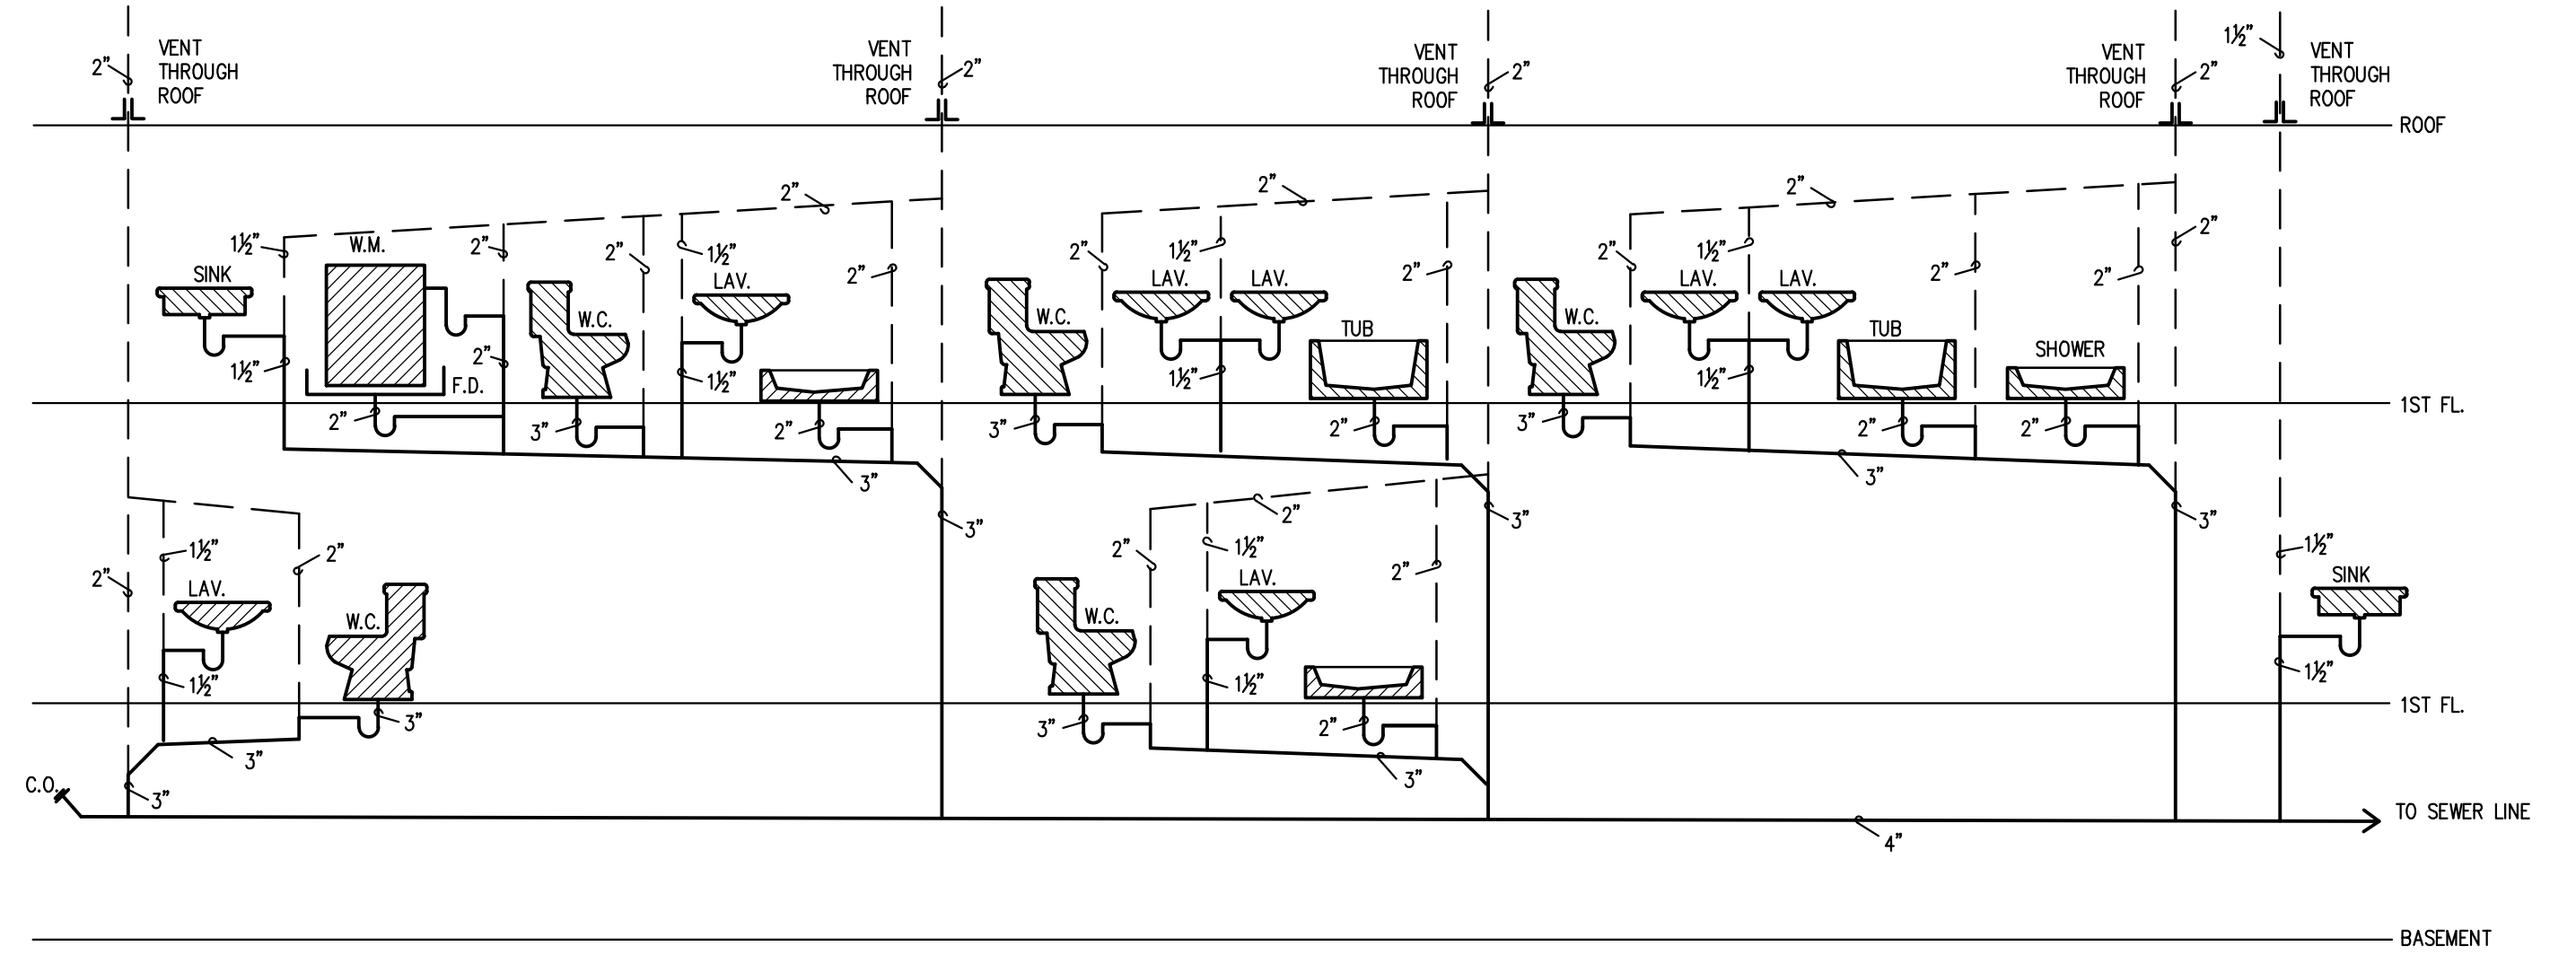 VENT
THROUGH
ROOF
2"
VENT
THROUGH
ROOF
2"
VENT
THROUGH
ROOF
2"
VENT
THROUGH
ROOF
2"
1½"
VENT
THROUGH
ROOF
ROOF
2"
2"
2"
1½"
W.M.
2"
2"
1½"
2"
2"
1½"
2"
2"
1½"
2"
2"
2"
SINK
LAV.
LAV.
LAV.
LAV.
LAV.
W.C.
W.C.
TUB
W.C.
TUB
SHOWER
1½"
2"
F.D.
1½"
1½"
1½"
2"
3"
2"
3"
2"
3"
2"
2"
1ST FL.
3"
3"
3"
2"
3"
3"
1½"
2"
2"
LAV.
W.C.
1½"
3"
3"
C.O.
3"
2"
1½"
2"
LAV.
W.C.
1½"
3"
2"
3"
1½"
SINK
1½"
1ST FL.
TO SEWER LINE
4"
BASEMENT